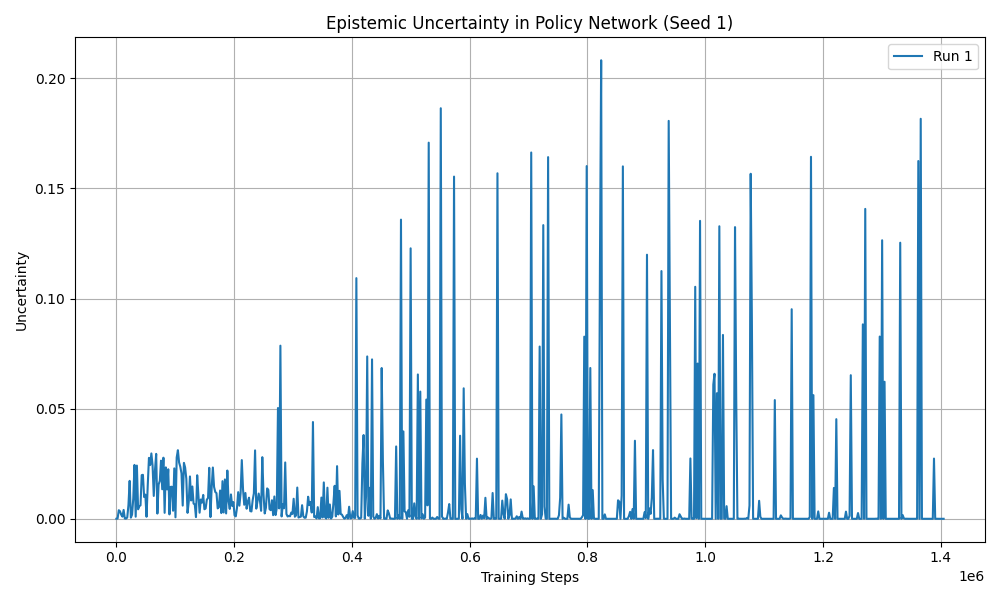 Epistemic Uncertainty in Policy Network (Seed 1)
Run 1
Uncertainty
0.20
0.15
0.10
0.05
0.00
0.0 0.2 0.4 0.6 0.8 1.0 1.2 1.4
1e6
Training Steps